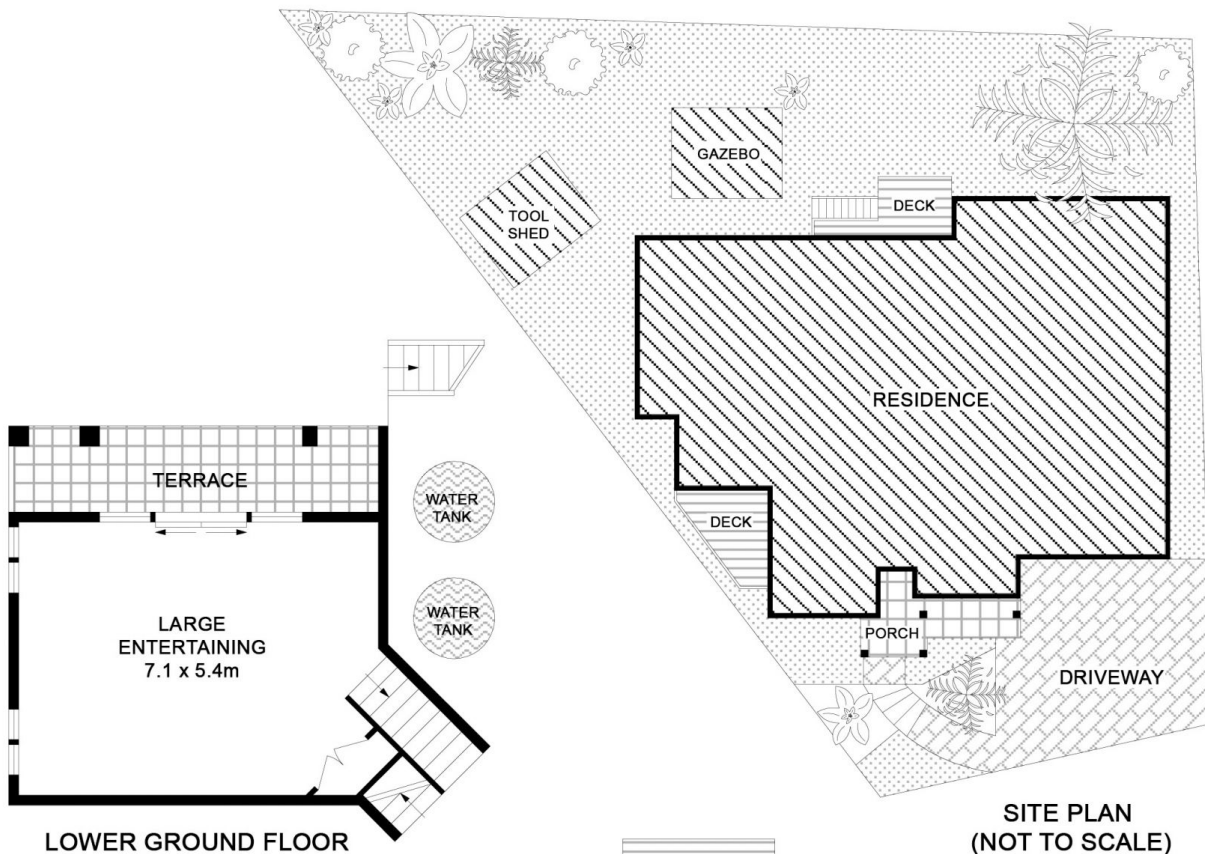 GAZEBO
TOOL
SHED
DECK
RESIDENCE
TERRACE
WATER
TANK
DECK
LARGE
ENTERTAINING
7.1 x 5.4m
WATER
TANK
PORCH
DRIVEWAY
LOWER GROUND FLOOR
SITE PLAN
(NOT TO SCALE)